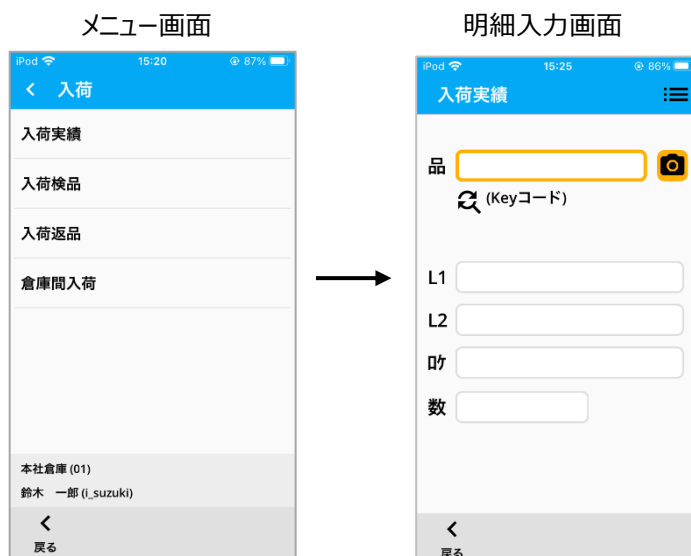 メニュー画面
iPod 15:20 87%
入荷
入荷実績
入荷検品
入荷返品
倉庫間入荷
本社倉庫 (01)
鈴木　一郎 (i_suzuki)
戻る
明細入力画面
iPod 15:25 86%
入荷実績
品
(Keyコード)
L1
L2
ﾛｹ
数
戻る